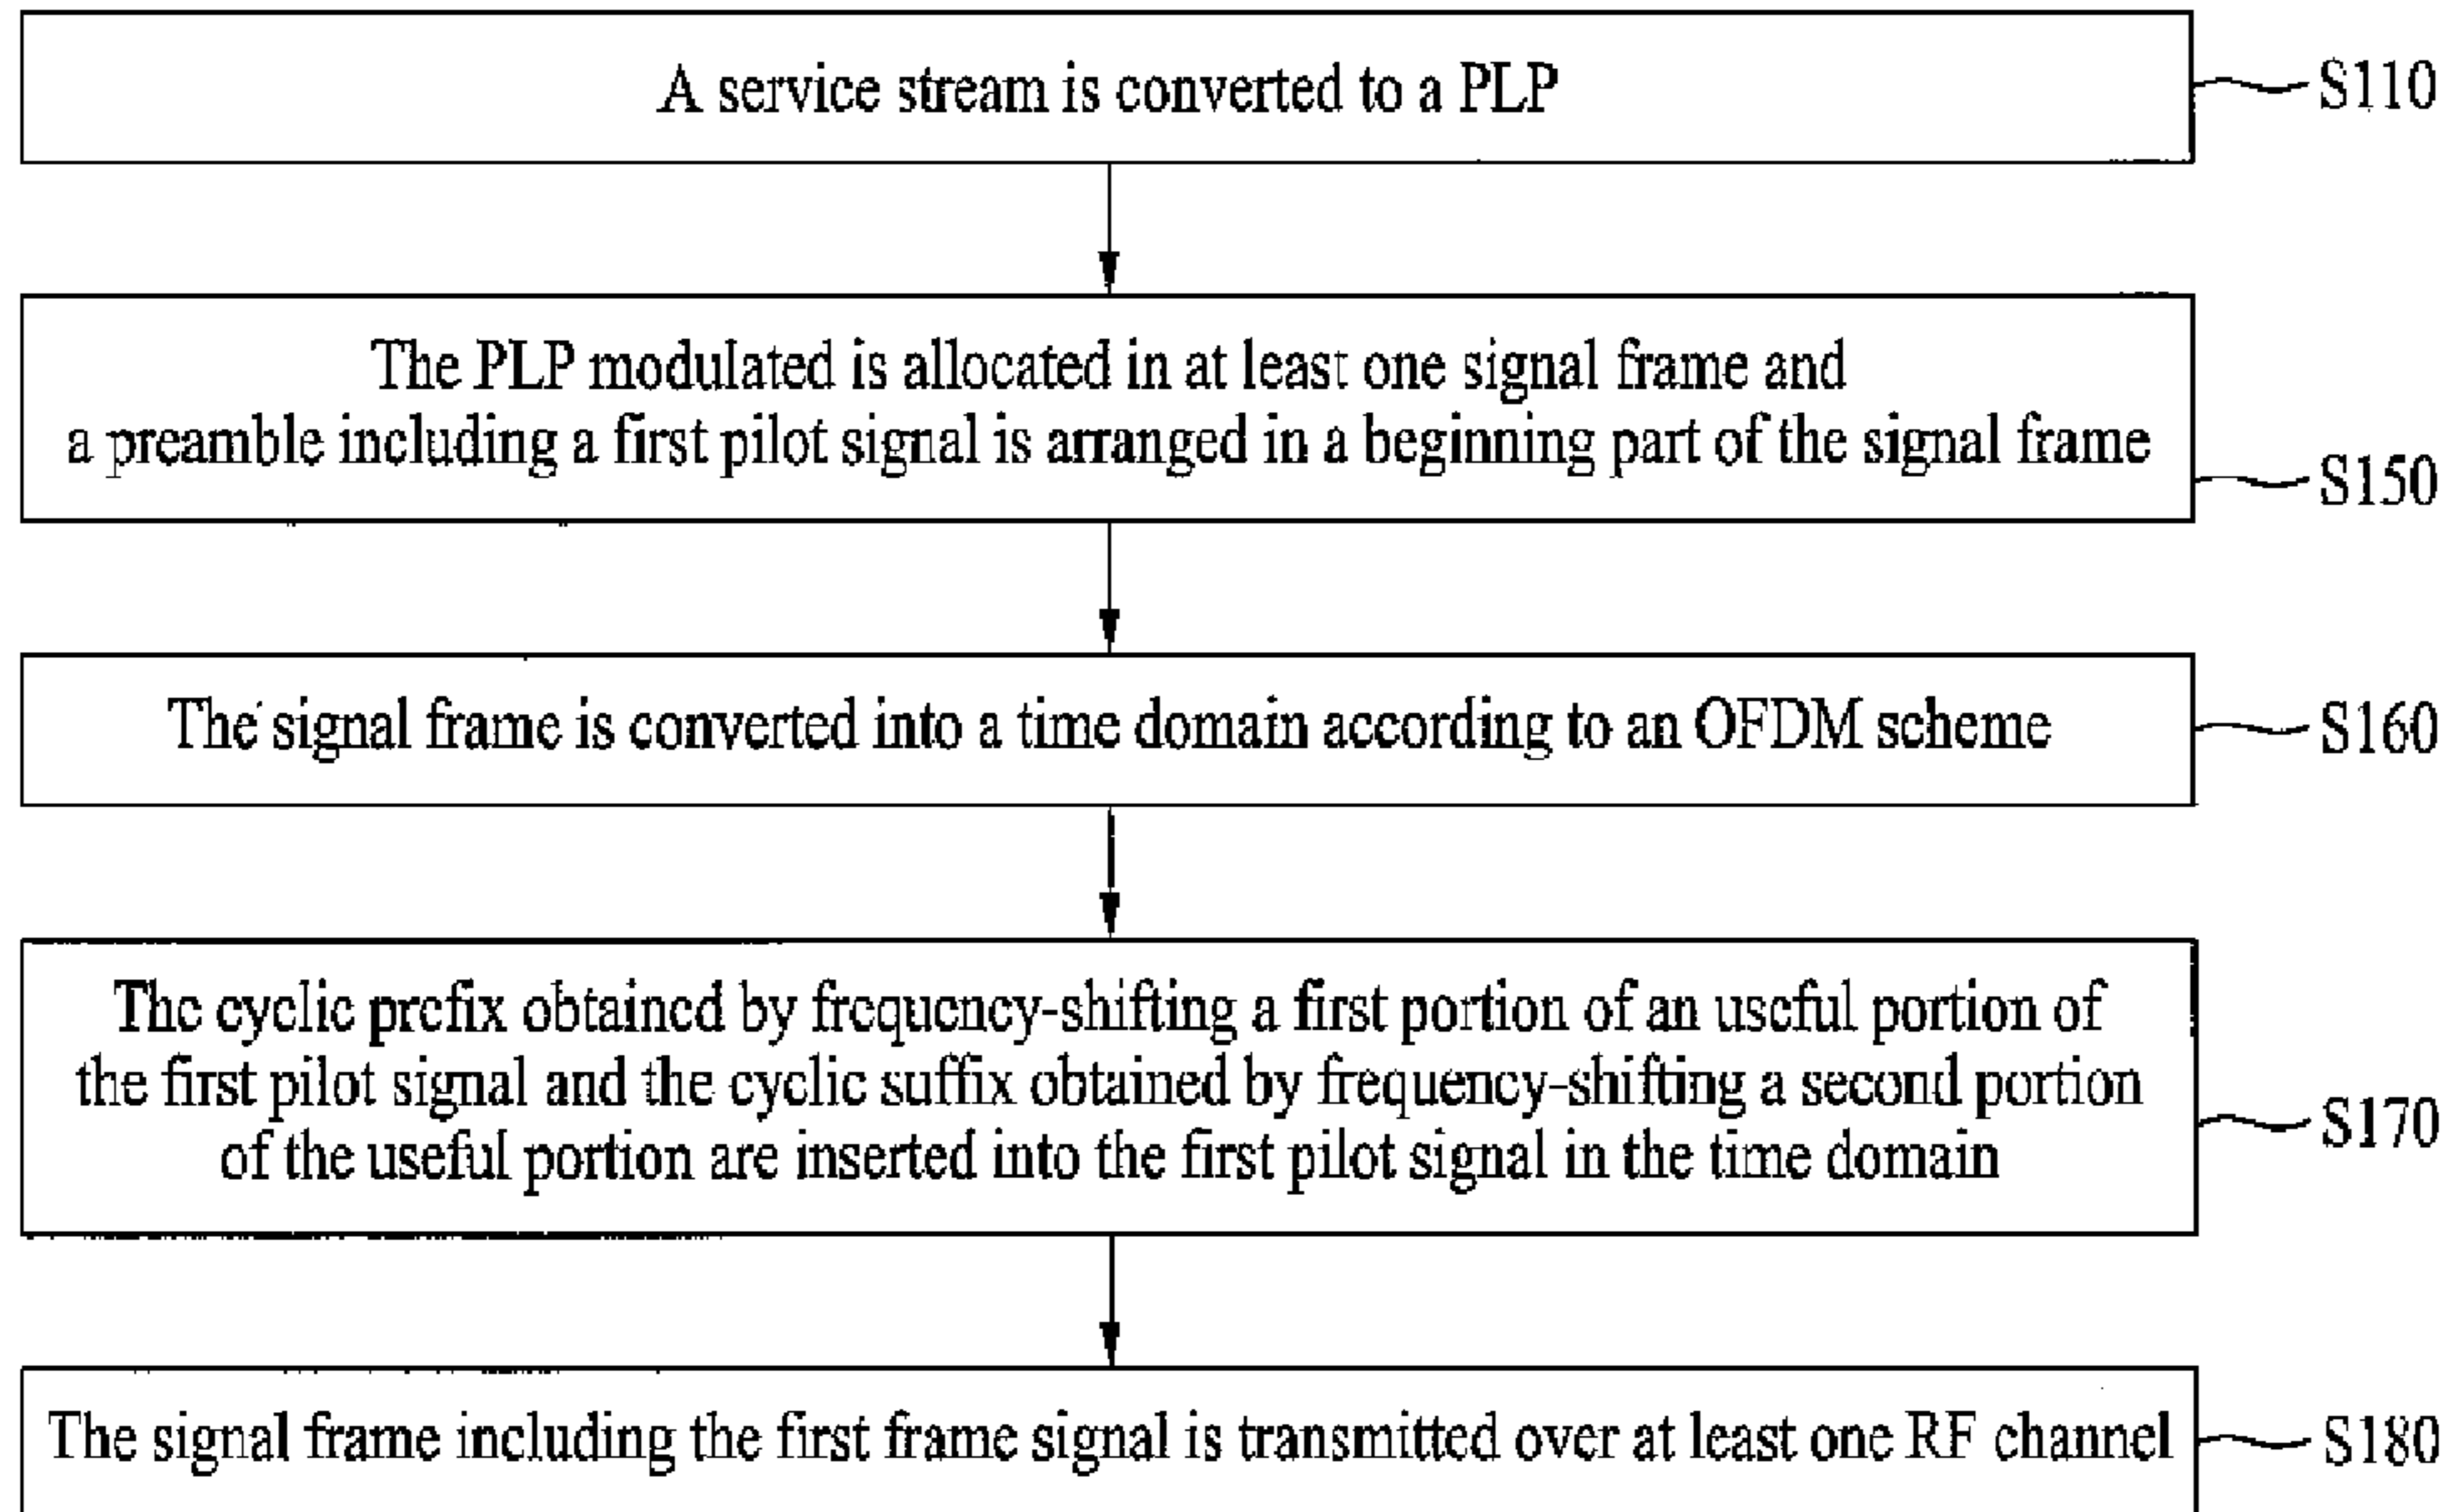 A service stream is converted to a PLP
S110
The PLP modulated is allocated in at least one signal frame and
a preamble including a first pilot signal is arranged in a beginning part of the signal frame
S150
The signal frame is converted into a time domain according to an OFDM scheme
S160
The cyclic prefix obtained by frequency-shifting a first portion of an useful portion of
the first pilot signal and the cyclic suffix obtained by frequency-shifting a second portion
of the useful portion are inserted into the first pilot signal in the time domain
S170
The signal frame including the first frame signal is transmitted over at least one RF channel
S180